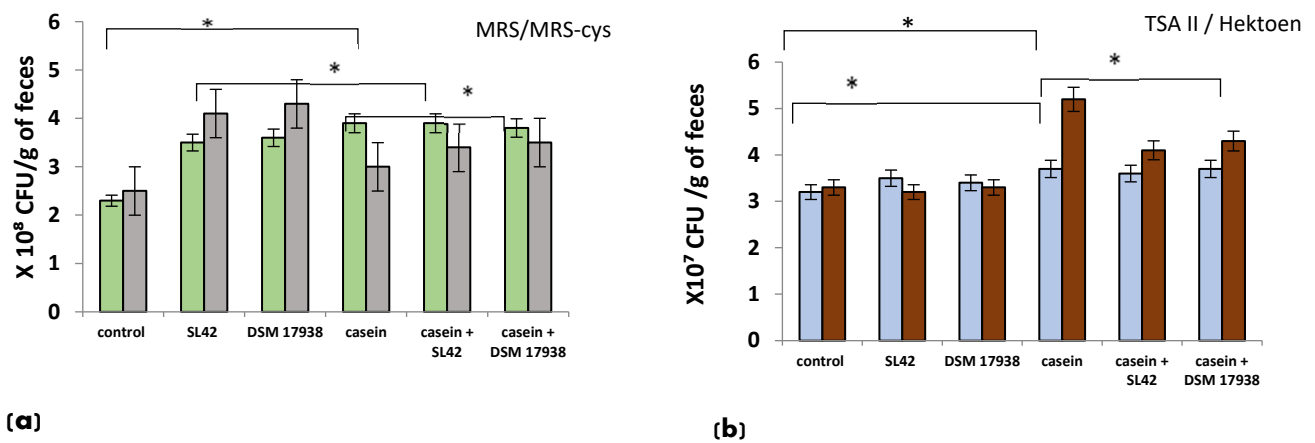 MRS/MRS-cys
X 10⁸ CFU/g of feces
6
5
4
3
2
1
0
*
*
*
control SL42 DSM 17938 casein casein + SL42 casein + DSM 17938
(a)
TSA II / Hektoen
X10⁷ CFU /g of feces
6
5
4
3
2
1
0
*
*
*
control SL42 DSM 17938 casein casein + SL42 casein + DSM 17938
(b)